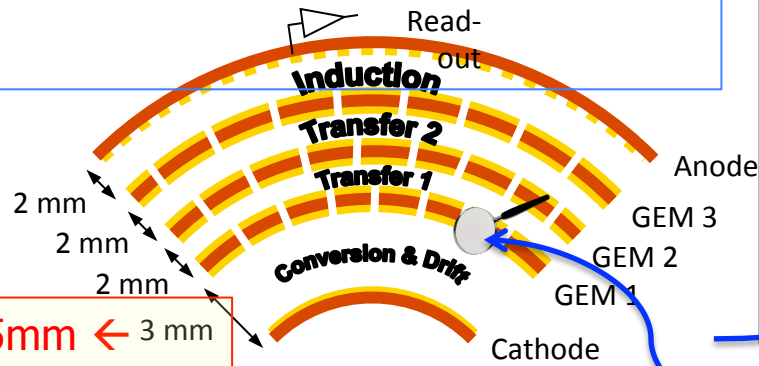 Read-
out
Induction
Transfer 2
Transfer 1
Conversion & Drift
Anode
GEM 3
GEM 2
GEM 1
Cathode
2 mm
2 mm
2 mm
5mm ← 3 mm